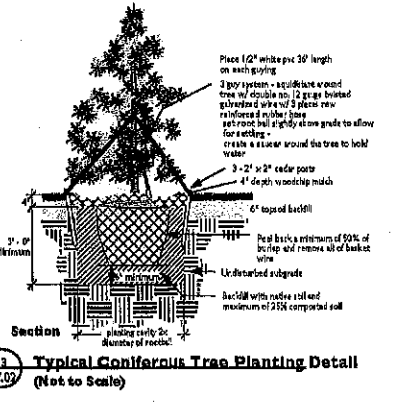 Place 1/2" white pvc 36" length
on each guying
3 guy system - equidistant around
tree w/ double no. 12 gauge twisted
galvanized wire w/ 3 pieces new
reinforced rubber hose
set root ball slightly above grade to allow
for settling -
create a saucer around the tree to hold
water
3 - 2" x 2" cedar posts
4" depth woodchip mulch
4"
6" topsoil backfill
3' - 0"
Minimum
Peel back a minimum of 50% of
burlap and remove all of basket
wire
Undisturbed subgrade
minimum
Backfill with native soil and
maximum of 25% composted soil
Section
planting cavity 2x
diameter of rootball
3
Typical Coniferous Tree Planting Detail
(Not to Scale)